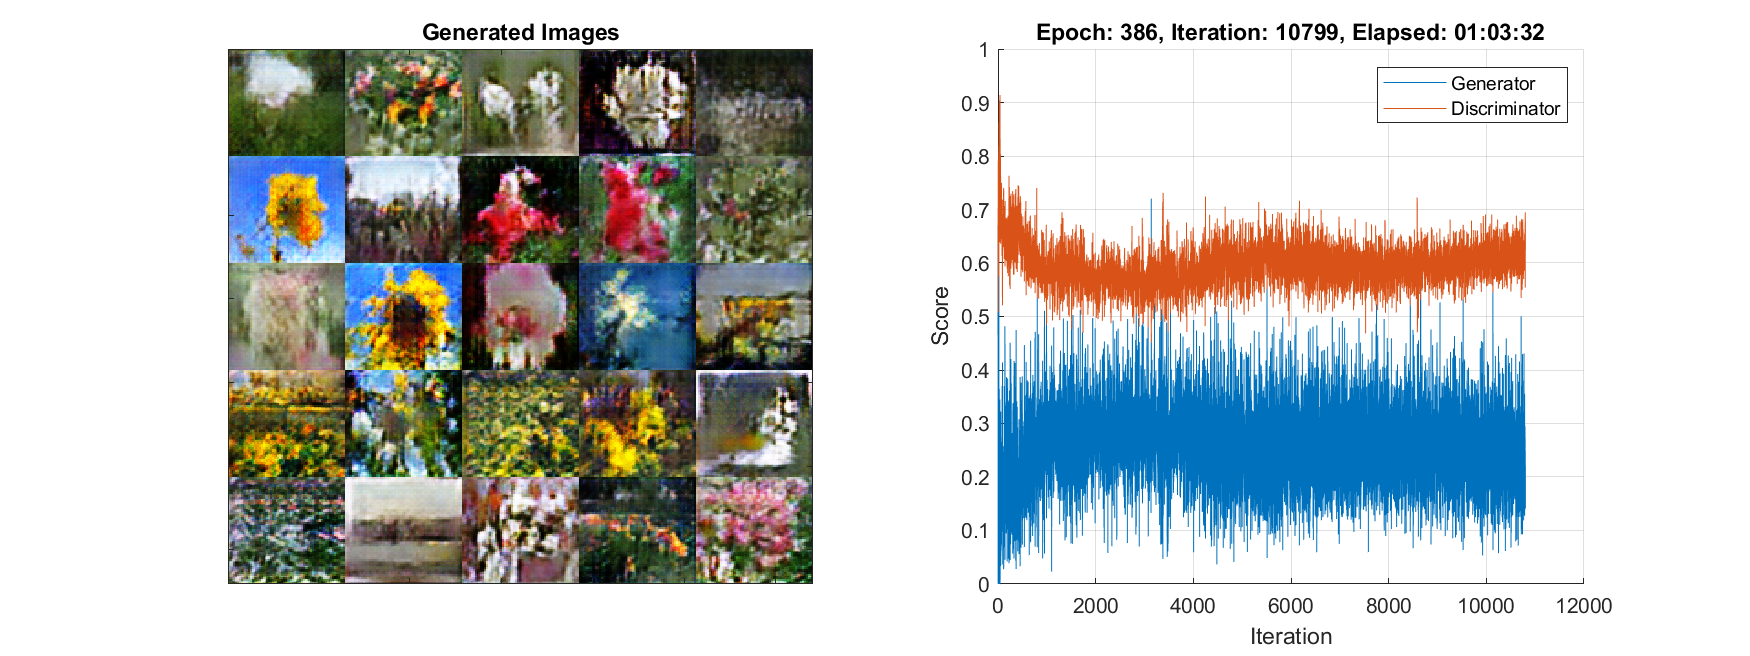 Generated Images
Epoch: 386, Iteration: 10799, Elapsed: 01:03:32
Generator
Discriminator
1
0.9
0.8
0.7
0.6
0.5
0.4
0.3
0.2
0.1
0
Score
0 2000 4000 6000 8000 10000 12000
Iteration